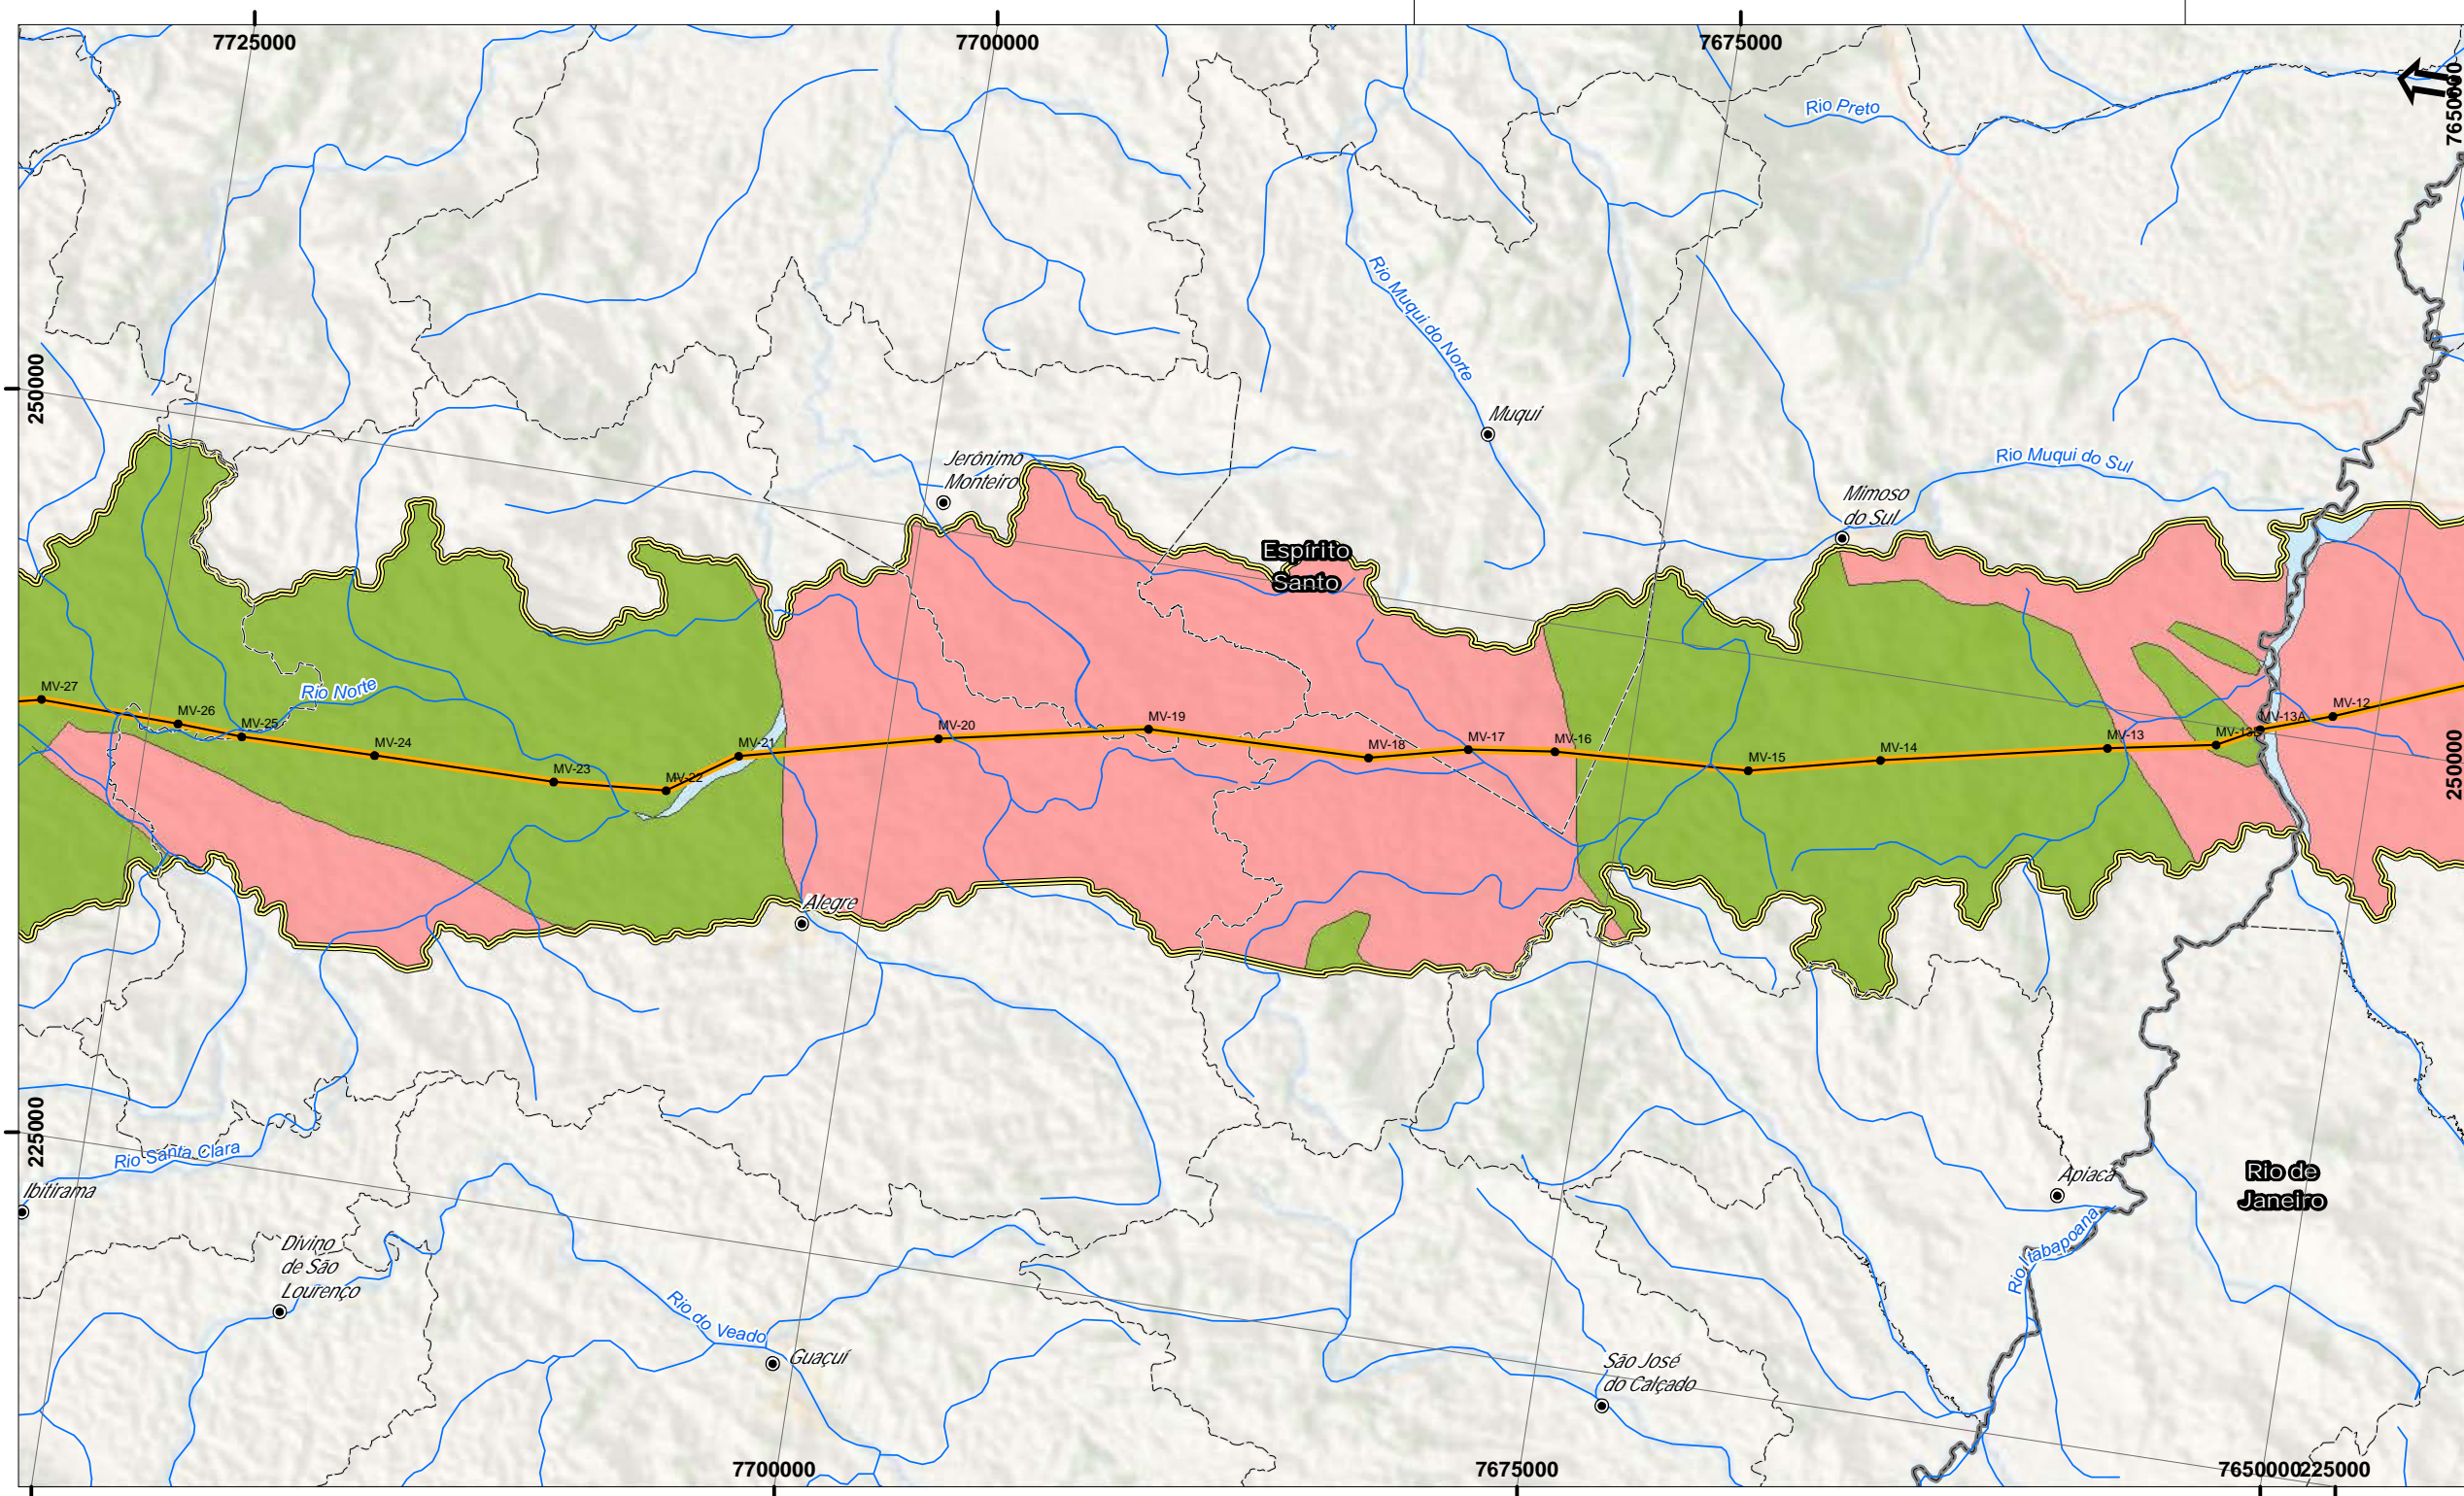 7725000
7700000
7675000
7650000
Rio Preto
250000
Rio Muqui do Norte
Muqui
Jerônimo
Monteiro
Rio Muqui do Sul
Mimoso
do Sul
Espírito
Santo
MV-27
MV-26
MV-25
MV-24
MV-23
MV-22
MV-21
MV-20
MV-19
MV-18
MV-17
MV-16
MV-15
MV-14
MV-13
MV-13B
MV-13A
MV-12
Rio Norte
250000
Alegre
225000
Rio Santa Clara
Ibitirama
Divino
de São
Lourenço
Rio do Veado
Guaçuí
São José
do Calçado
Apiacá
Rio Itabapoana
Rio de
Janeiro
7700000
7675000
7650000
225000